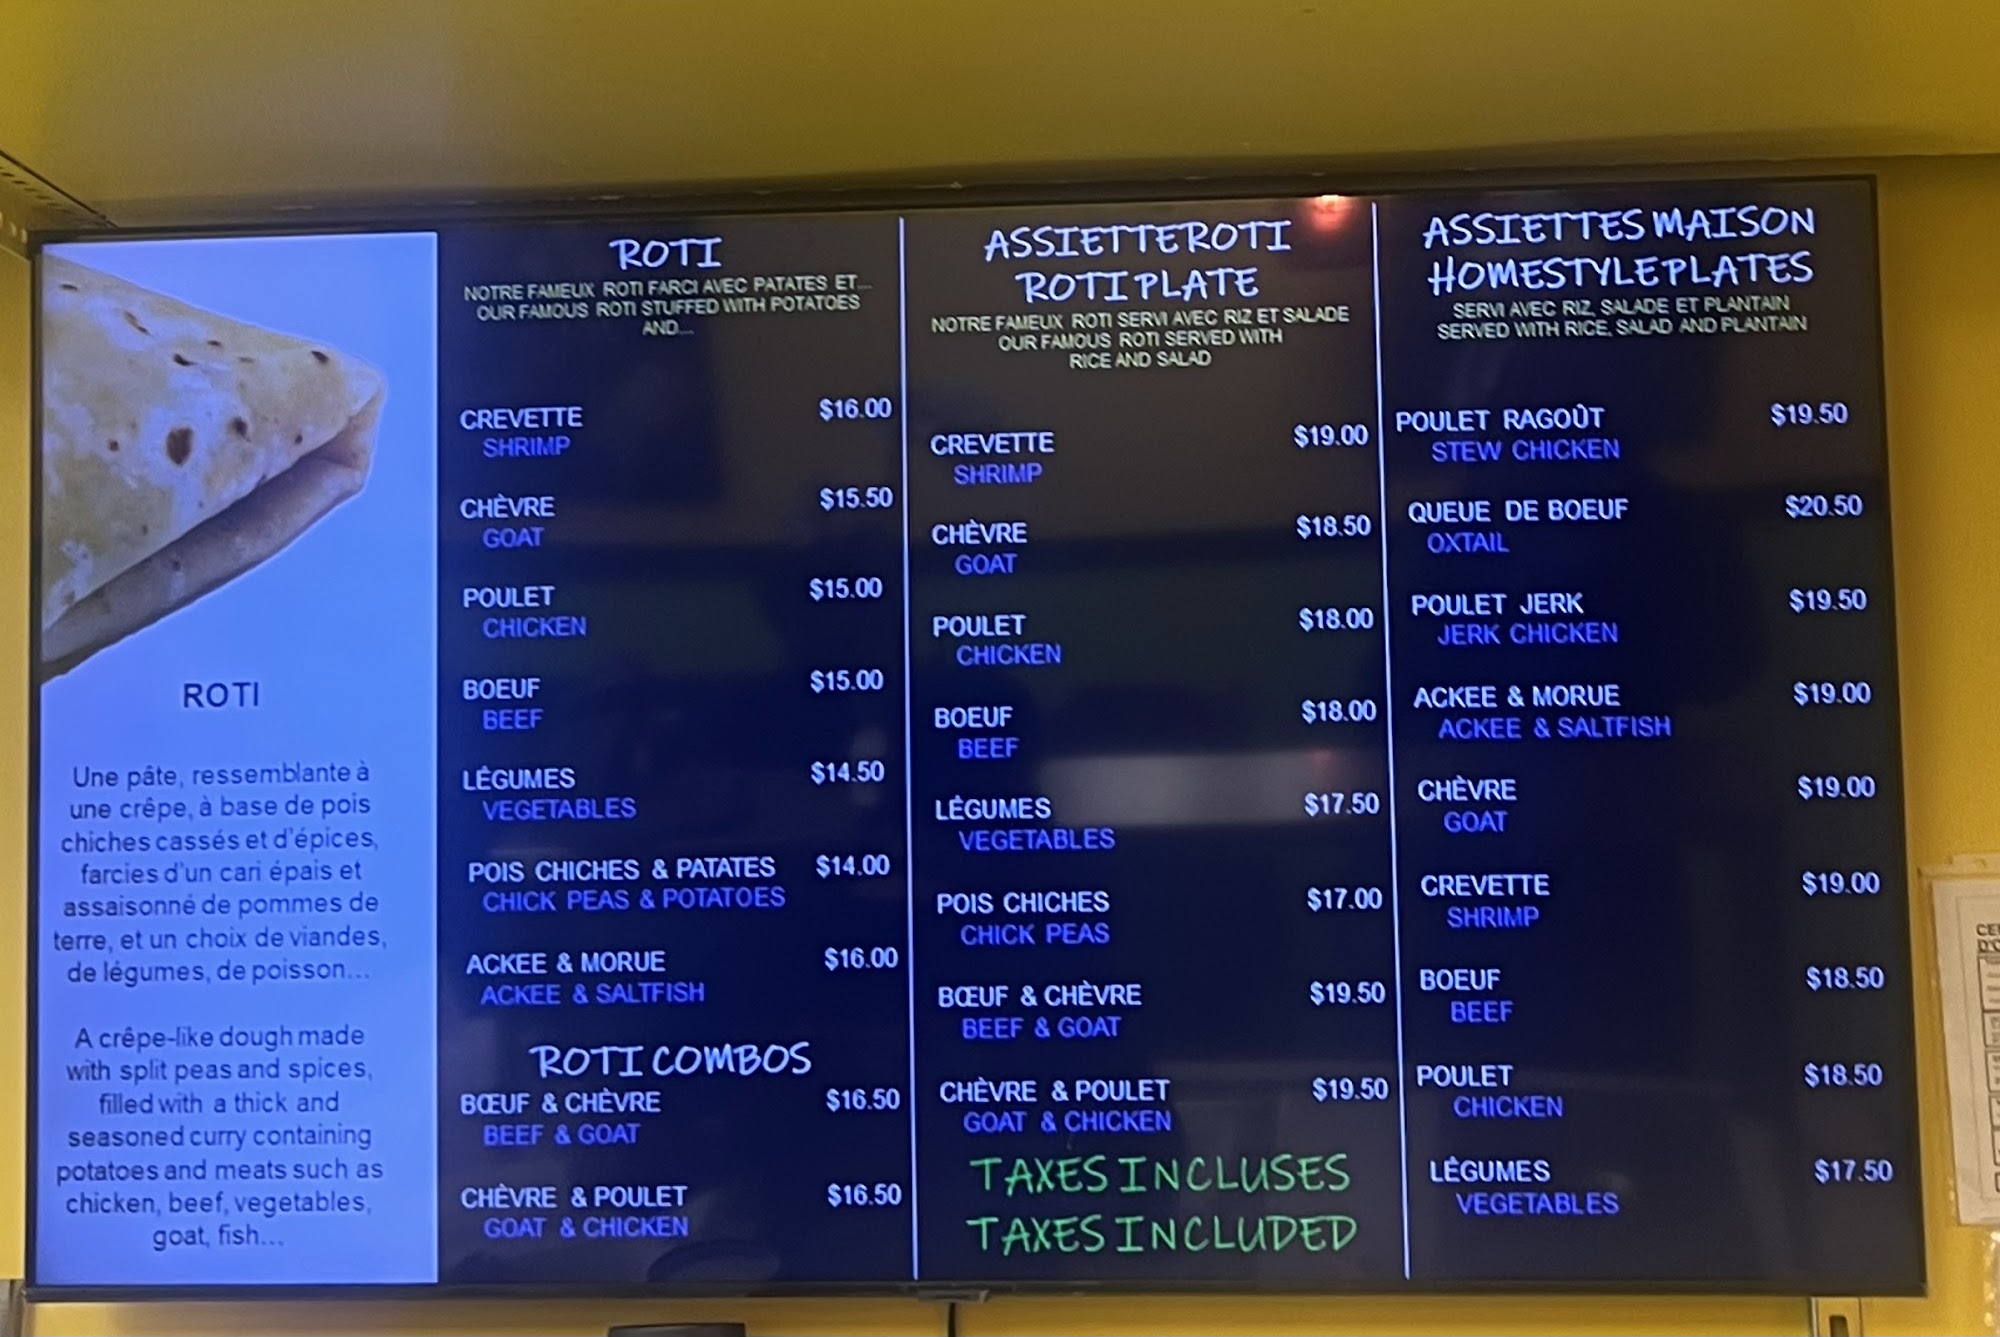 ROTI
Une pâte, ressemblante à
une crêpe, à base de pois
chiches cassés et d'épices,
farcies d'un cari épais et
assaisonné de pommes de
terre, et un choix de viandes,
de légumes, de poisson...
A crêpe-like dough made
with split peas and spices,
filled with a thick and
seasoned curry containing
potatoes and meats such as
chicken, beef, vegetables,
goat, fish...
ROTI
NOTRE FAMEUX ROTI FARCI AVEC PATATES ET...
OUR FAMOUS ROTI STUFFED WITH POTATOES
AND...
CREVETTE $16.00
SHRIMP
CHÈVRE $15.50
GOAT
POULET $15.00
CHICKEN
BOEUF $15.00
BEEF
LÉGUMES $14.50
VEGETABLES
POIS CHICHES & PATATES $14.00
CHICK PEAS & POTATOES
ACKEE & MORUE $16.00
ACKEE & SALTFISH
ROTI COMBOS
BŒUF & CHÈVRE $16.50
BEEF & GOAT
CHÈVRE & POULET $16.50
GOAT & CHICKEN
ASSIETTE ROTI
ROTI PLATE
NOTRE FAMEUX ROTI SERVI AVEC RIZ ET SALADE
OUR FAMOUS ROTI SERVED WITH
RICE AND SALAD
CREVETTE $19.00
SHRIMP
CHÈVRE $18.50
GOAT
POULET $18.00
CHICKEN
BOEUF $18.00
BEEF
LÉGUMES $17.50
VEGETABLES
POIS CHICHES $17.00
CHICK PEAS
BŒUF & CHÈVRE $19.50
BEEF & GOAT
CHÈVRE & POULET $19.50
GOAT & CHICKEN
TAXES INCLUSES
TAXES INCLUDED
ASSIETTES MAISON
HOMESTYLE PLATES
SERVI AVEC RIZ, SALADE ET PLANTAIN
SERVED WITH RICE, SALAD AND PLANTAIN
POULET RAGOÛT $19.50
STEW CHICKEN
QUEUE DE BOEUF $20.50
OXTAIL
POULET JERK $19.50
JERK CHICKEN
ACKEE & MORUE $19.00
ACKEE & SALTFISH
CHÈVRE $19.00
GOAT
CREVETTE $19.00
SHRIMP
BOEUF $18.50
BEEF
POULET $18.50
CHICKEN
LÉGUMES $17.50
VEGETABLES